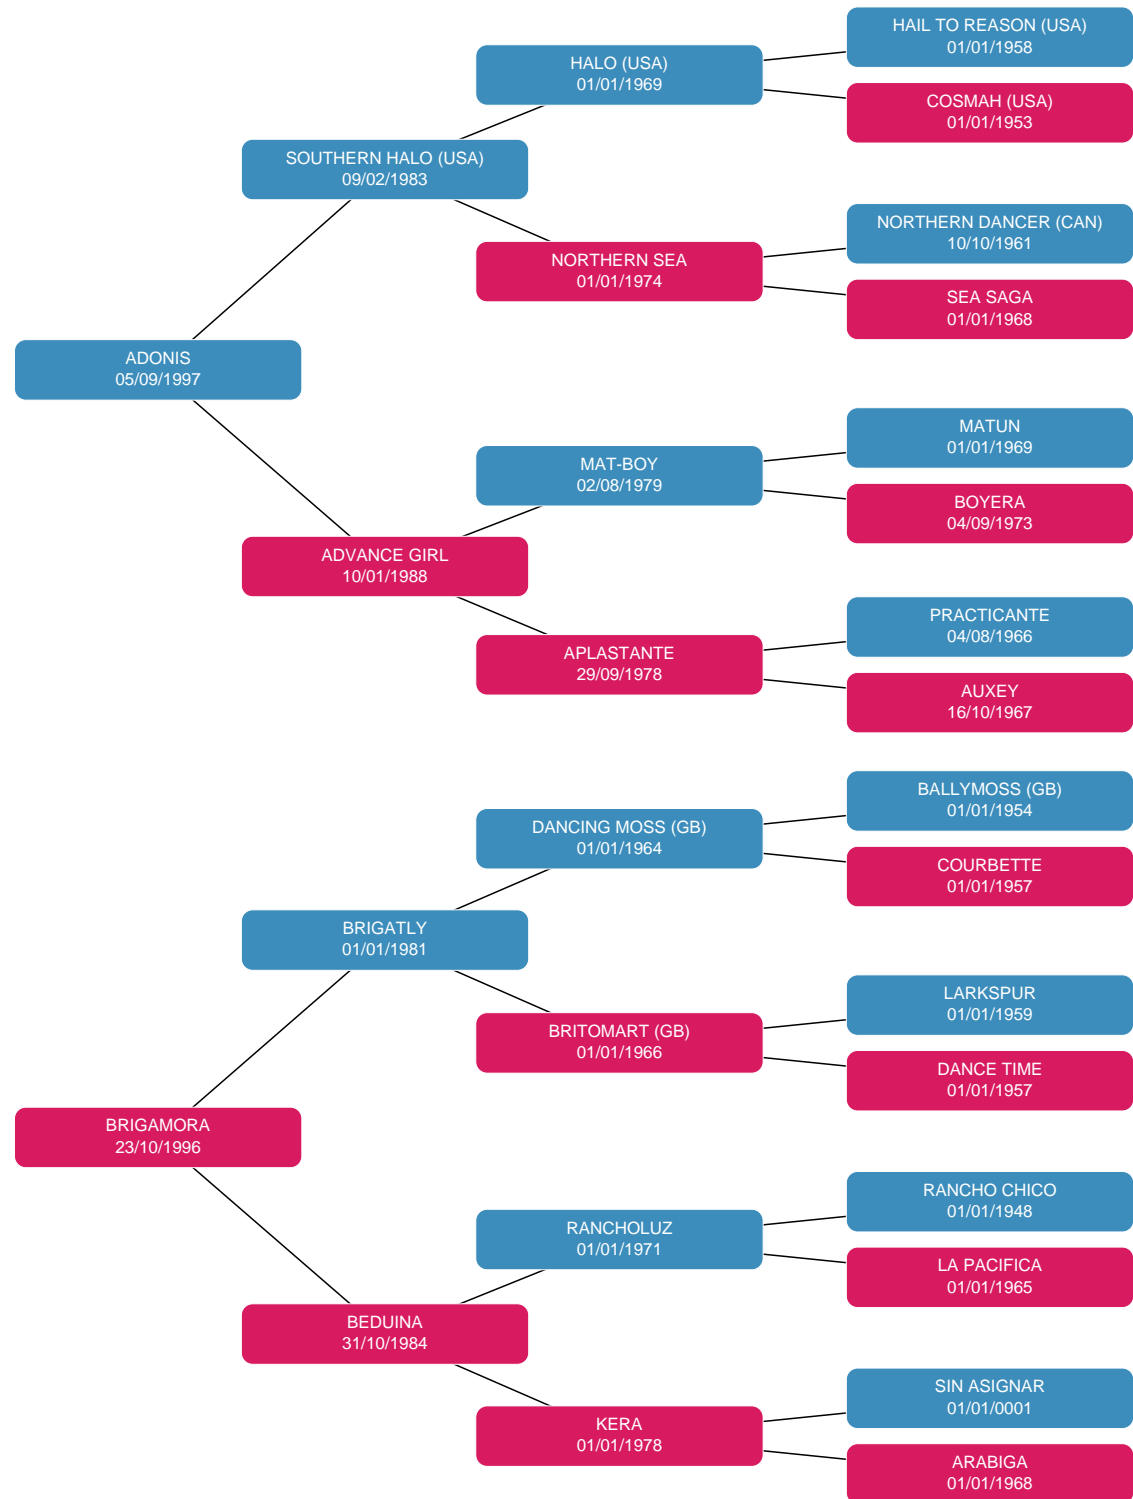 HAIL TO REASON (USA)
01/01/1958
HALO (USA)
01/01/1969
COSMAH (USA)
01/01/1953
SOUTHERN HALO (USA)
09/02/1983
NORTHERN DANCER (CAN)
10/10/1961
NORTHERN SEA
01/01/1974
SEA SAGA
01/01/1968
ADONIS
05/09/1997
MATUN
01/01/1969
MAT-BOY
02/08/1979
BOYERA
04/09/1973
ADVANCE GIRL
10/01/1988
PRACTICANTE
04/08/1966
APLASTANTE
29/09/1978
AUXEY
16/10/1967
BALLYMOSS (GB)
01/01/1954
DANCING MOSS (GB)
01/01/1964
COURBETTE
01/01/1957
BRIGATLY
01/01/1981
LARKSPUR
01/01/1959
BRITOMART (GB)
01/01/1966
DANCE TIME
01/01/1957
BRIGAMORA
23/10/1996
RANCHO CHICO
01/01/1948
RANCHOLUZ
01/01/1971
LA PACIFICA
01/01/1965
BEDUINA
31/10/1984
SIN ASIGNAR
01/01/0001
KERA
01/01/1978
ARABIGA
01/01/1968